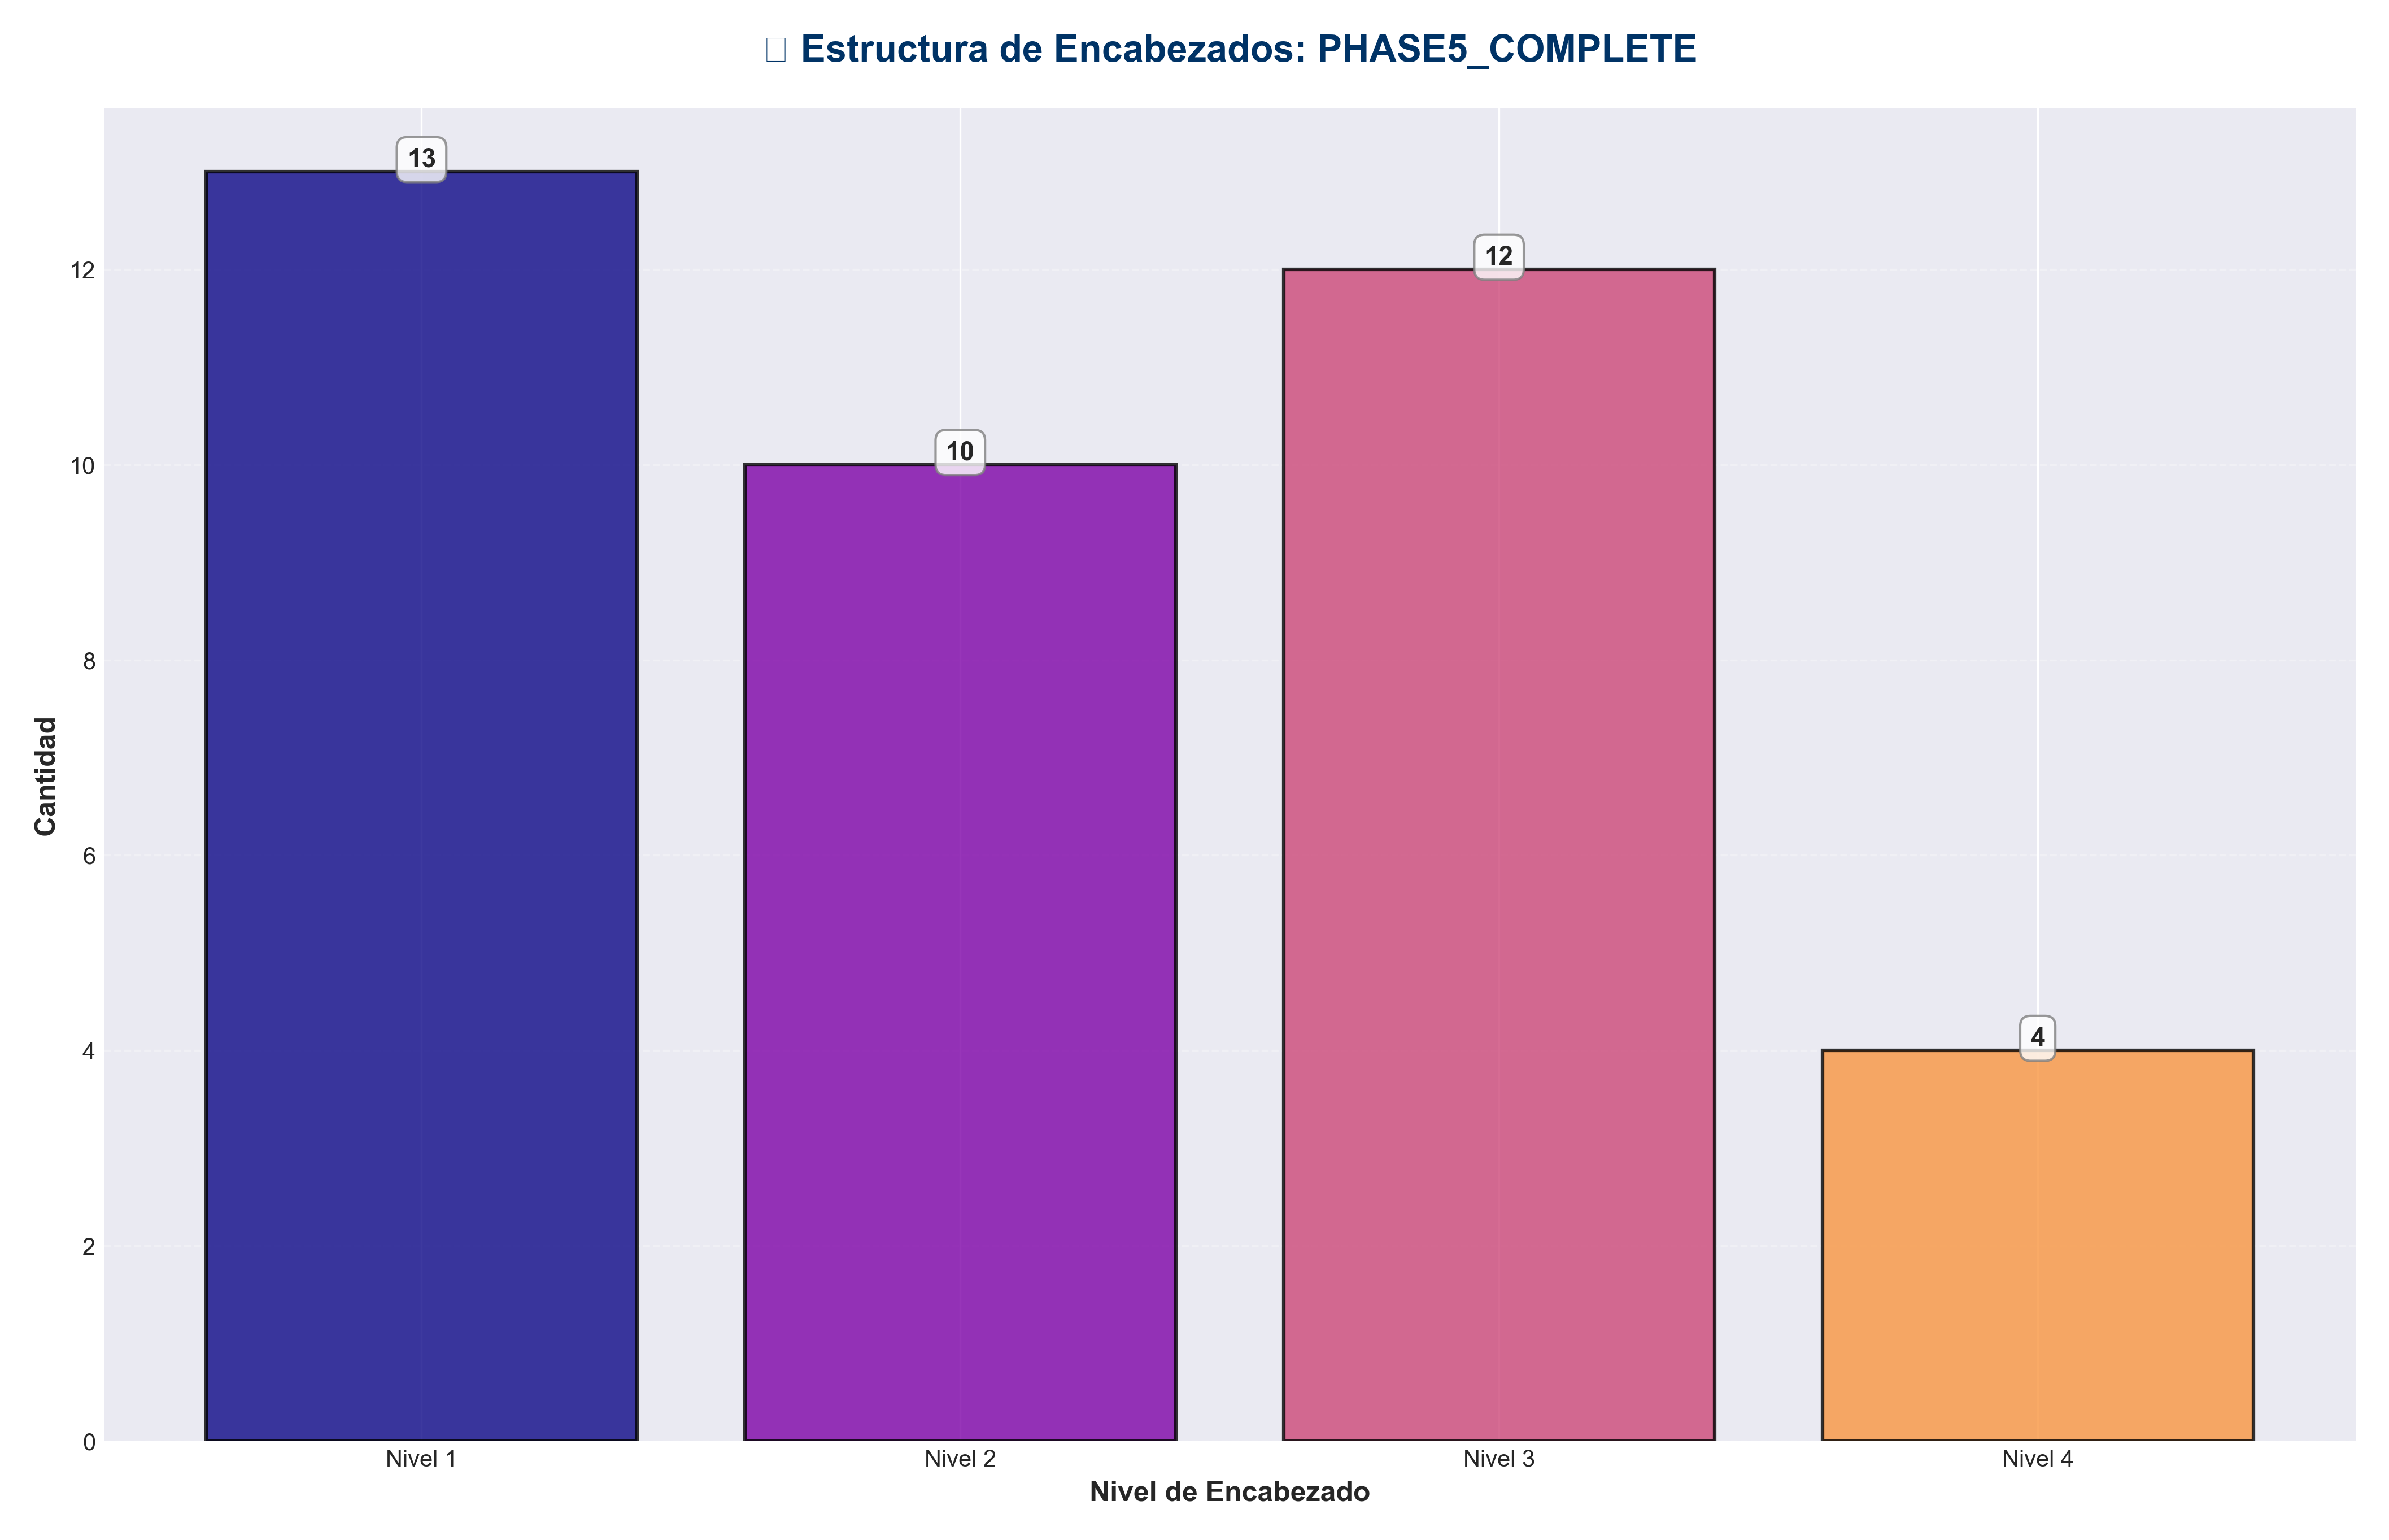 Estructura de Encabezados: PHASE5_COMPLETE
13
12
12
10
10
8
6
4
4
2
0
Cantidad
Nivel 1
Nivel 2
Nivel 3
Nivel 4
Nivel de Encabezado